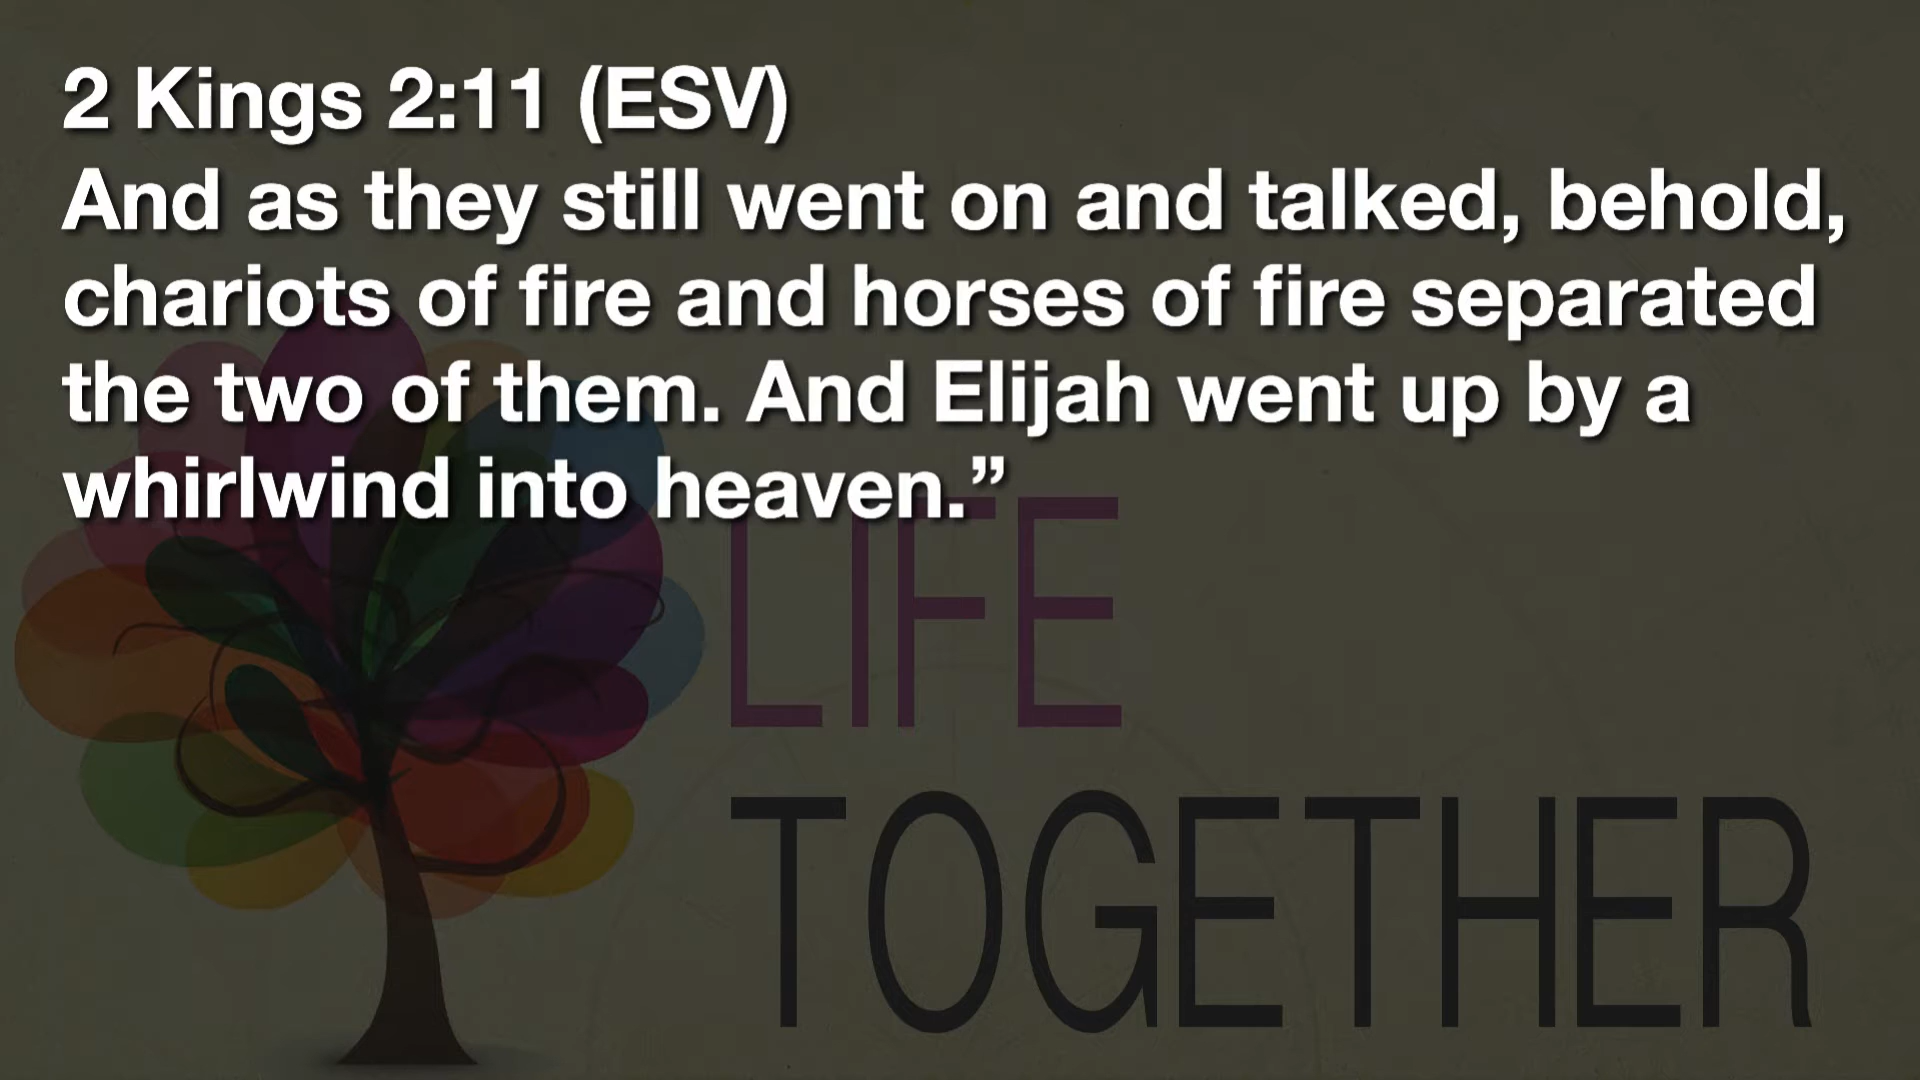 2 Kings 2:11 (ESV)
And as they still went on and talked, behold,
chariots of fire and horses of fire separated
the two of them. And Elijah went up by a
whirlwind into heaven.”
LIFE
TOGETHER